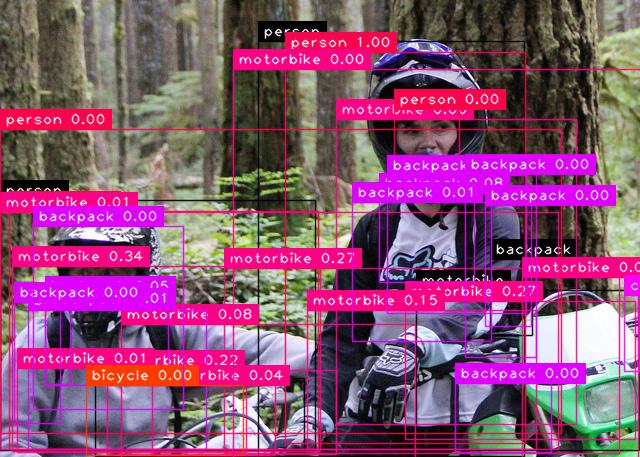 person
person 1.00
motorbike 0.00
person 0.00
person 0.00
backpack 0.00
person
motorbike 0.01
backpack 0.01
backpack 0.00
backpack 0.00
backpack
motorbike 0.34
motorbike 0.27
motorbike 0.0
backpack 0.00
motorbike 0.15
0.27
motorbike 0.08
motorbike 0.01
rbike 0.22
bicycle 0.00
rbike 0.04
backpack 0.00